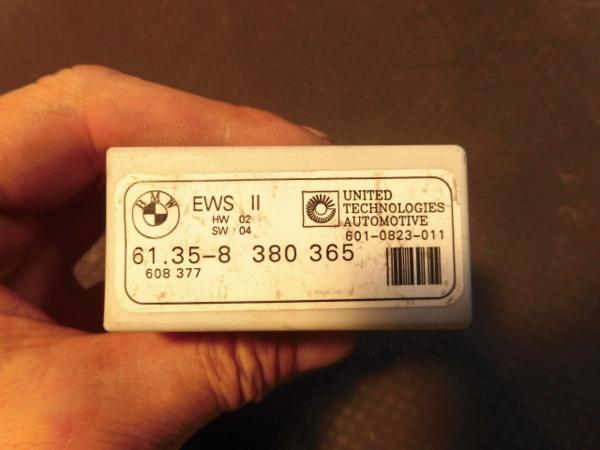 BMW
EWS II
HW 02
SW 04
UNITED
TECHNOLOGIES
AUTOMOTIVE
601-0823-011
61.35-8 380 365
608 377